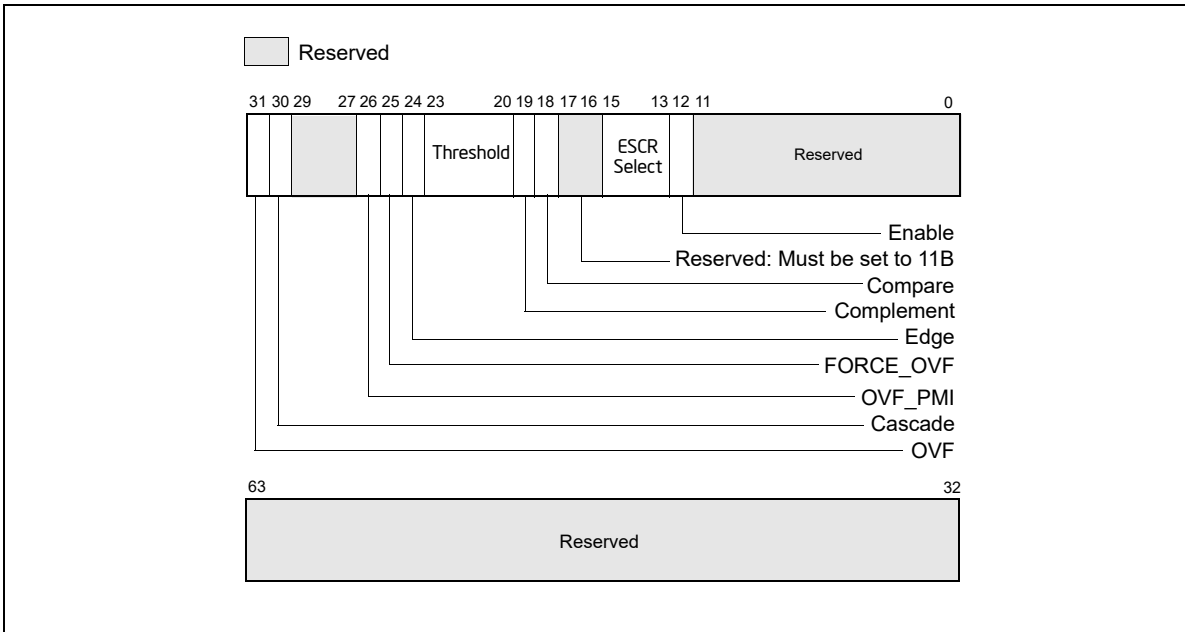 Reserved
31 30 29 27 26 25 24 23 20 19 18 17 16 15 13 12 11 0
Threshold
ESCR
Select
Reserved
Enable
Reserved: Must be set to 11B
Compare
Complement
Edge
FORCE_OVF
OVF_PMI
Cascade
OVF
63 32
Reserved